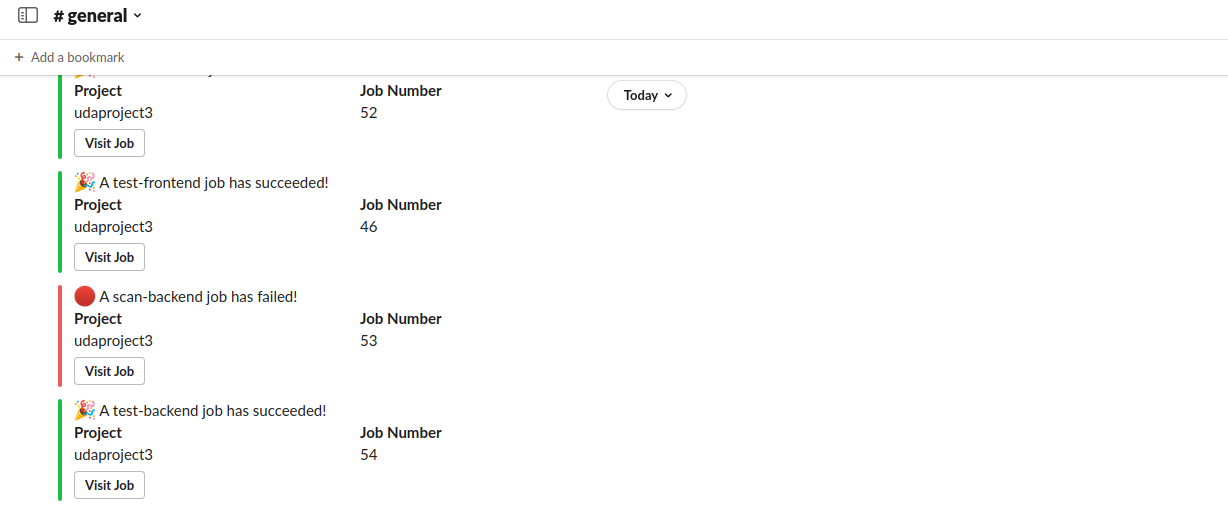 # general
+ Add a bookmark
Today
Project Job Number
udaproject3 52
Visit Job
A test-frontend job has succeeded!
Project Job Number
udaproject3 46
Visit Job
A scan-backend job has failed!
Project Job Number
udaproject3 53
Visit Job
A test-backend job has succeeded!
Project Job Number
udaproject3 54
Visit Job